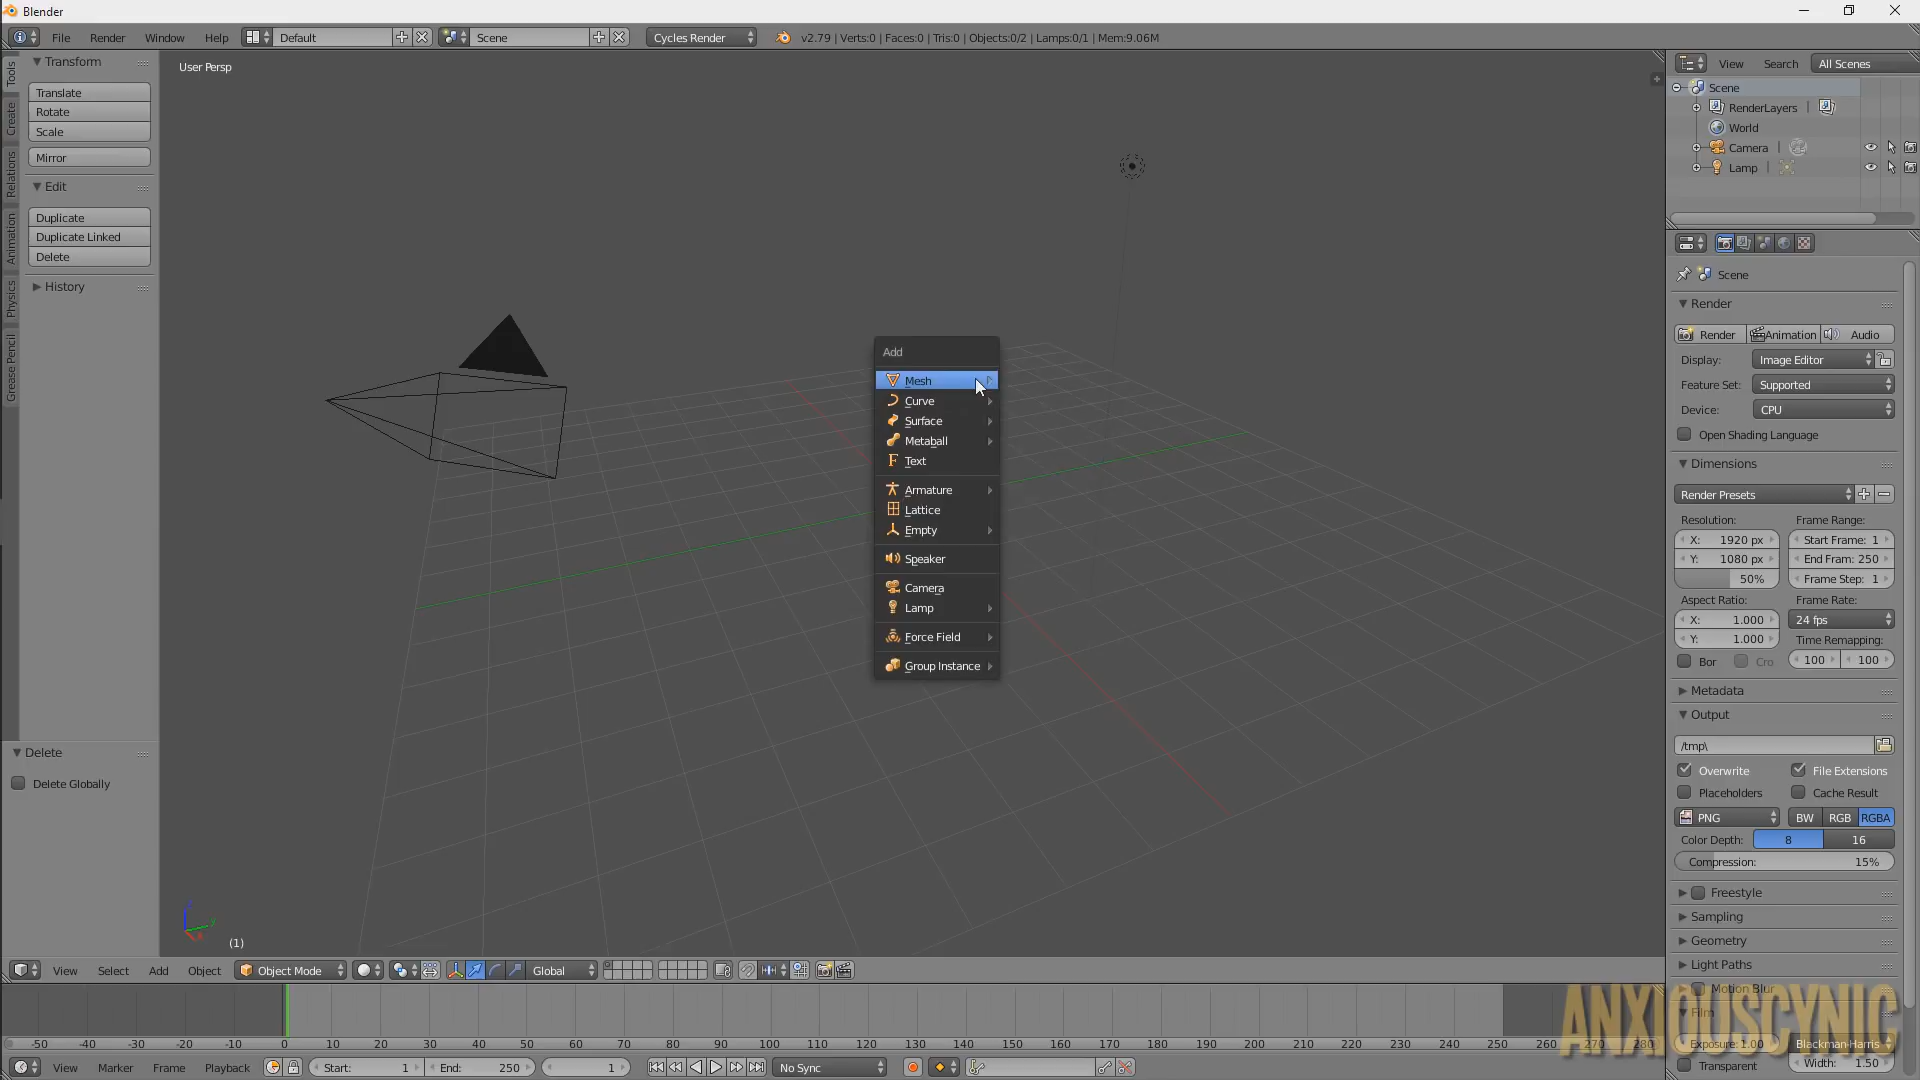 Blender
File Render Window Help Default Scene Cycles Render v2.79 | Verts:0 | Faces:0 | Tris:0 | Objects:0/2 | Lamps:0/1 | Mem:9.06M
Tools
Create
Relations
Animation
Physics
Grease Pencil
Transform
Translate
Rotate
Scale
Mirror
Edit
Duplicate
Duplicate Linked
Delete
History
Delete
Delete Globally
User Persp
Add
Mesh
Curve
Surface
Metaball
Text
Armature
Lattice
Empty
Speaker
Camera
Lamp
Force Field
Group Instance
(1)
View Select Add Object Object Mode Global
-50 -40 -30 -20 -10 0 10 20 30 40 50 60 70 80 90 100 110 120 130 140 150 160 170 180 190 200 210 220 230 240 250 260 270 280
View Marker Frame Playback Start: 1 End: 250 1 No Sync
View Search All Scenes
Scene
RenderLayers |
World
Camera |
Lamp |
Scene
Render
Render Animation Audio
Display: Image Editor
Feature Set: Supported
Device: CPU
Open Shading Language
Dimensions
Render Presets
Resolution: Frame Range:
X: 1920 px Start Frame: 1
Y: 1080 px End Fram: 250
50% Frame Step: 1
Aspect Ratio: Frame Rate:
X: 1.000 24 fps
Y: 1.000 Time Remapping:
Bor Cro 100 100
Metadata
Output
/tmp\
Overwrite File Extensions
Placeholders Cache Result
PNG BW RGB RGBA
Color Depth: 8 16
Compression: 15%
Freestyle
Sampling
Geometry
Light Paths
Motion Blur
Film
Exposure: 1.00 Blackman-Harris
Transparent Width: 1.50
ANXIOUSCYNIC